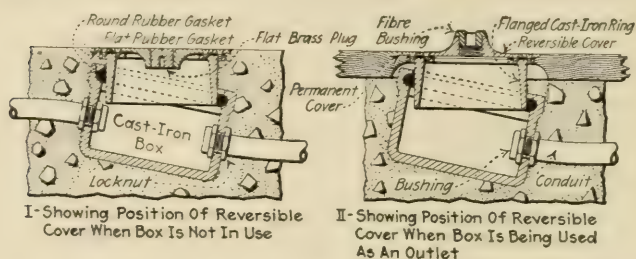 Round Rubber Gasket
Flat Rubber Gasket
Flat Brass Plug
Cast-Iron
Box
Locknut
I-Showing Position Of Reversible
Cover When Box Is Not In Use
Fibre
Bushing
Flanged Cast-Iron Ring
Reversible Cover
Permanent
Cover
Bushing
Conduit
II-Showing Position Of Reversible
Cover When Box Is Being Used
As An Outlet